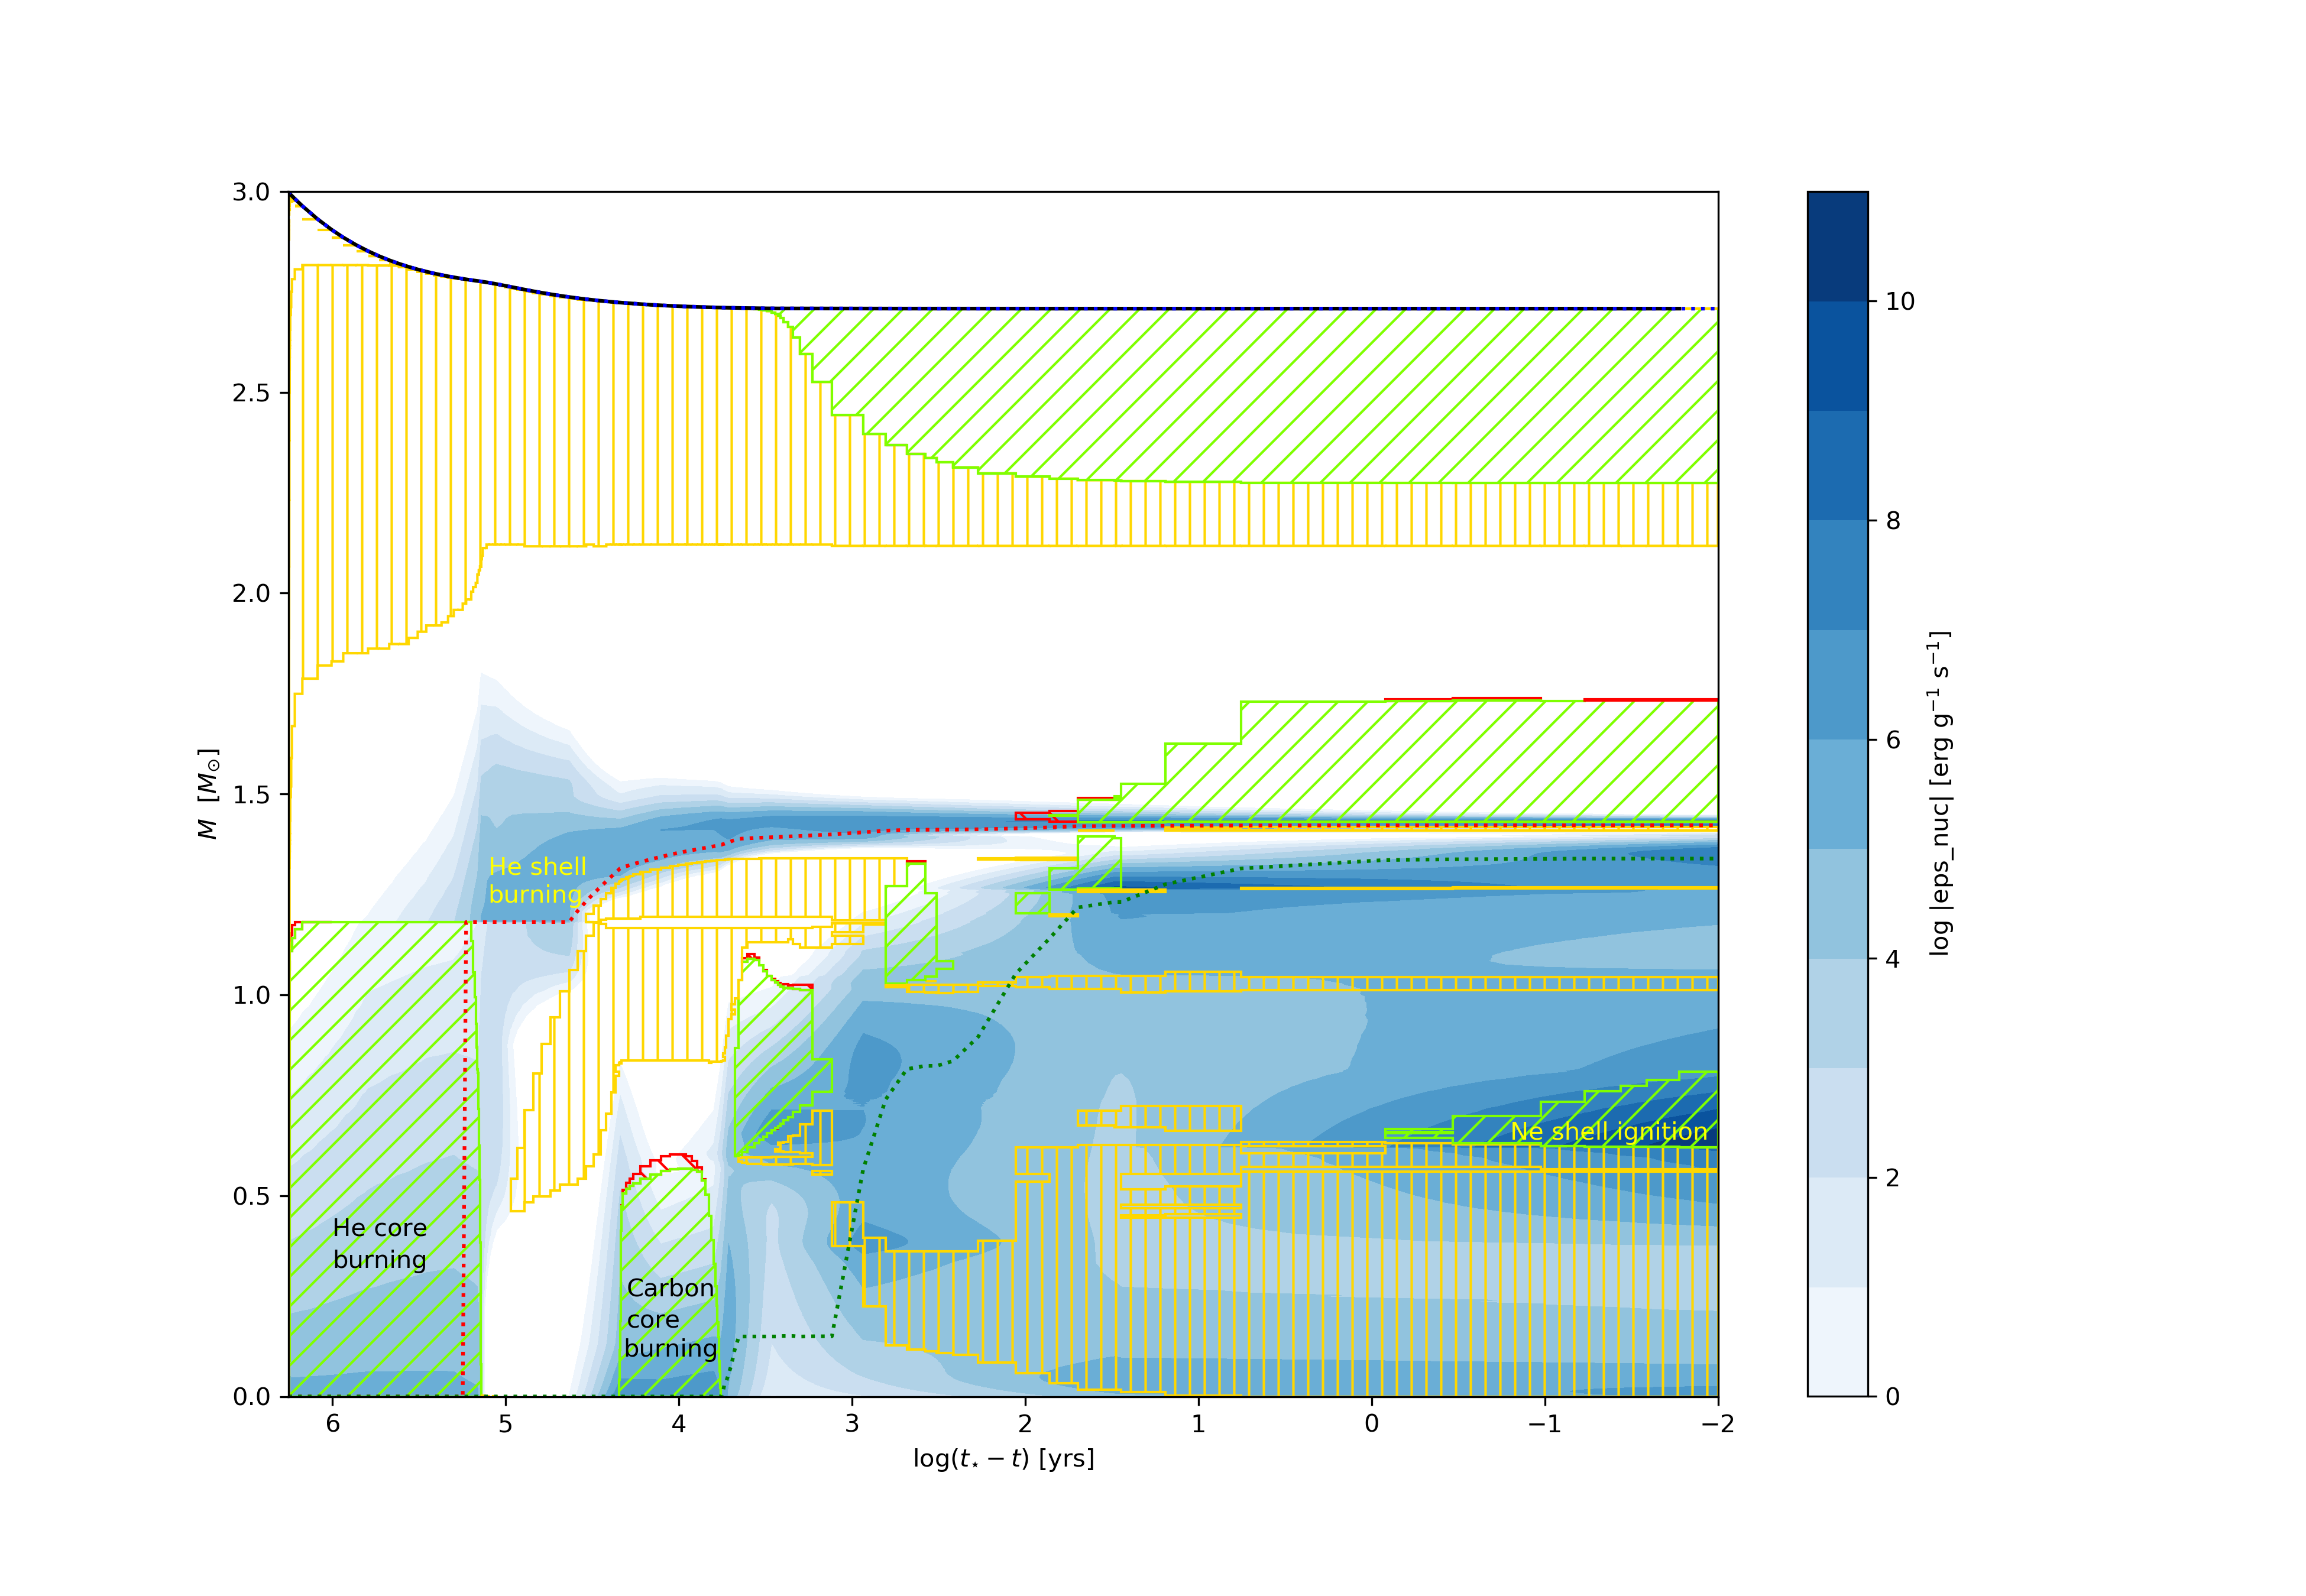 3.0
2.5
2.0
1.5
1.0
0.5
0.0
M [M⊙]
He shell
burning
He core
burning
Carbon
core
burning
Ne shell ignition
6 5 4 3 2 1 0 −1 −2
log(t⋆ − t) [yrs]
10
8
6
4
2
0
log |eps_nuc| [erg g⁻¹ s⁻¹]